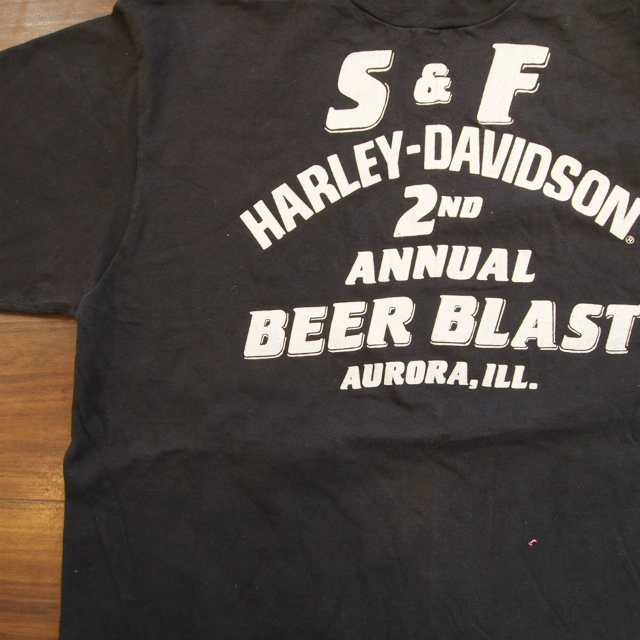 S & F
HARLEY-DAVIDSON®
2ND
ANNUAL
BEER BLAST
AURORA, ILL.